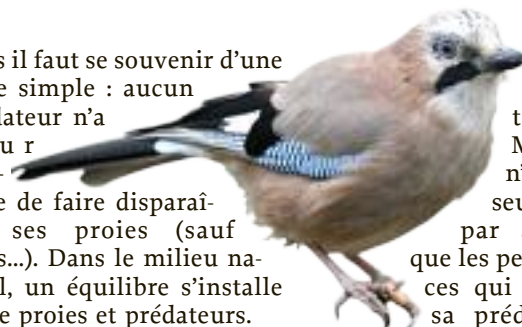 s il faut se souvenir d'une
e simple : aucun
lateur n'a
u r
-
e de faire disparaî-
ses proies (sauf
s...). Dans le milieu na-
l, un équilibre s'installe
e proies et prédateurs.
t
M
n'
seu
par
que les pe
ces qui
sa préd